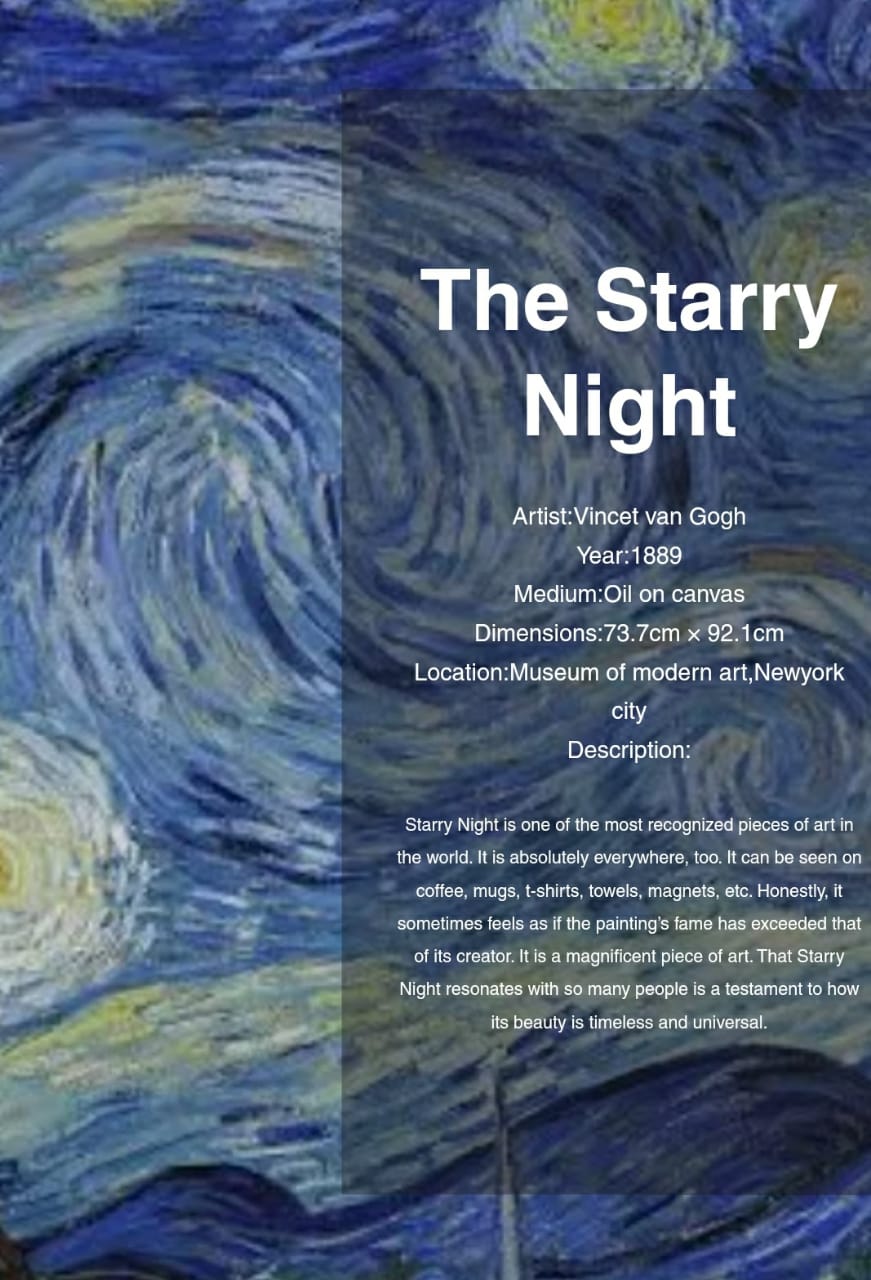 The Starry
Night
Artist:Vincet van Gogh
Year:1889
Medium:Oil on canvas
Dimensions:73.7cm × 92.1cm
Location:Museum of modern art,Newyork
city
Description:
Starry Night is one of the most recognized pieces of art in
the world. It is absolutely everywhere, too. It can be seen on
coffee, mugs, t-shirts, towels, magnets, etc. Honestly, it
sometimes feels as if the painting’s fame has exceeded that
of its creator. It is a magnificent piece of art. That Starry
Night resonates with so many people is a testament to how
its beauty is timeless and universal.